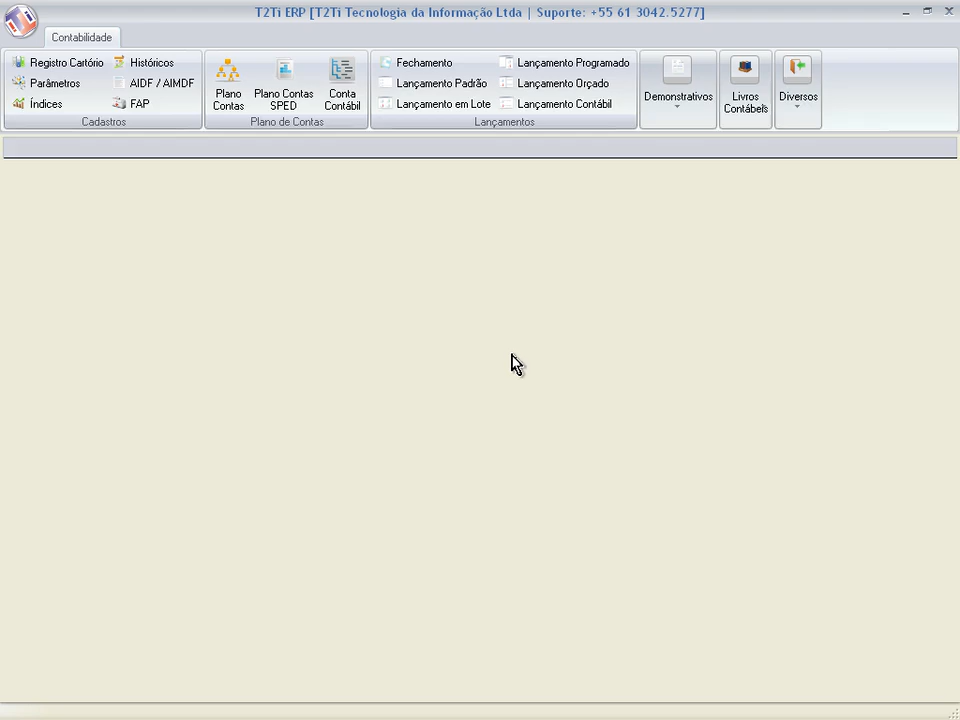 T2Ti ERP [T2Ti Tecnologia da Informação Ltda | Suporte: +55 61 3042.5277]
Contabilidade
Registro Cartório
Históricos
Parâmetros
AIDF / AIMDF
Índices
FAP
Cadastros
Plano
Contas
Plano Contas
SPED
Conta
Contábil
Plano de Contas
Fechamento
Lançamento Programado
Lançamento Padrão
Lançamento Orçado
Lançamento em Lote
Lançamento Contábil
Lançamentos
Demonstrativos
Livros
Contábeis
Diversos